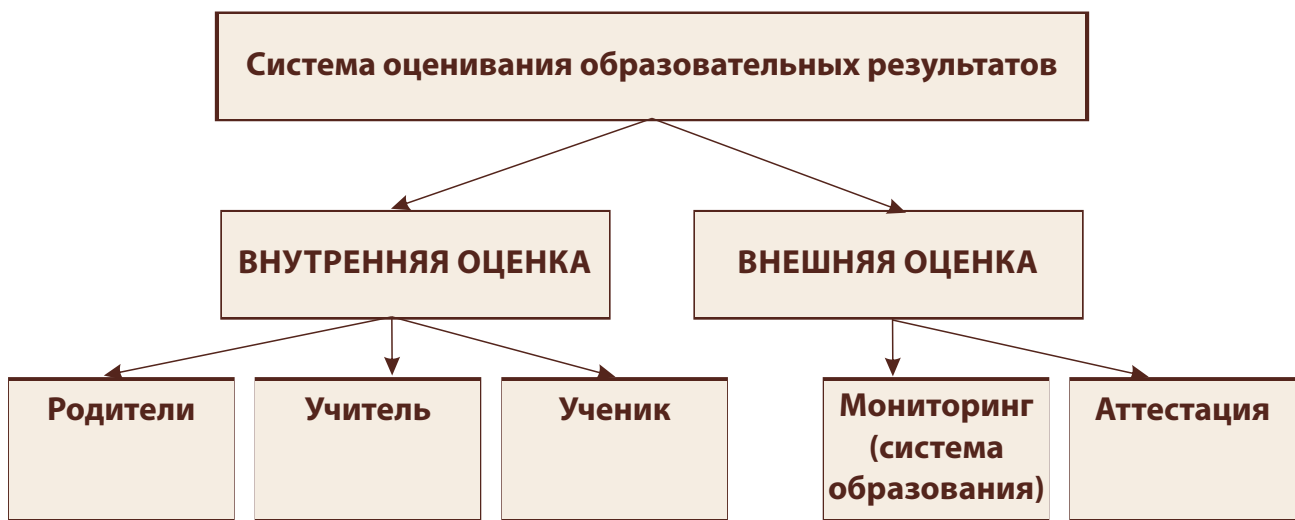 Система оценивания образовательных результатов
ВНУТРЕННЯЯ ОЦЕНКА
ВНЕШНЯЯ ОЦЕНКА
Родители
Учитель
Ученик
Мониторинг
(система
образования)
Аттестация